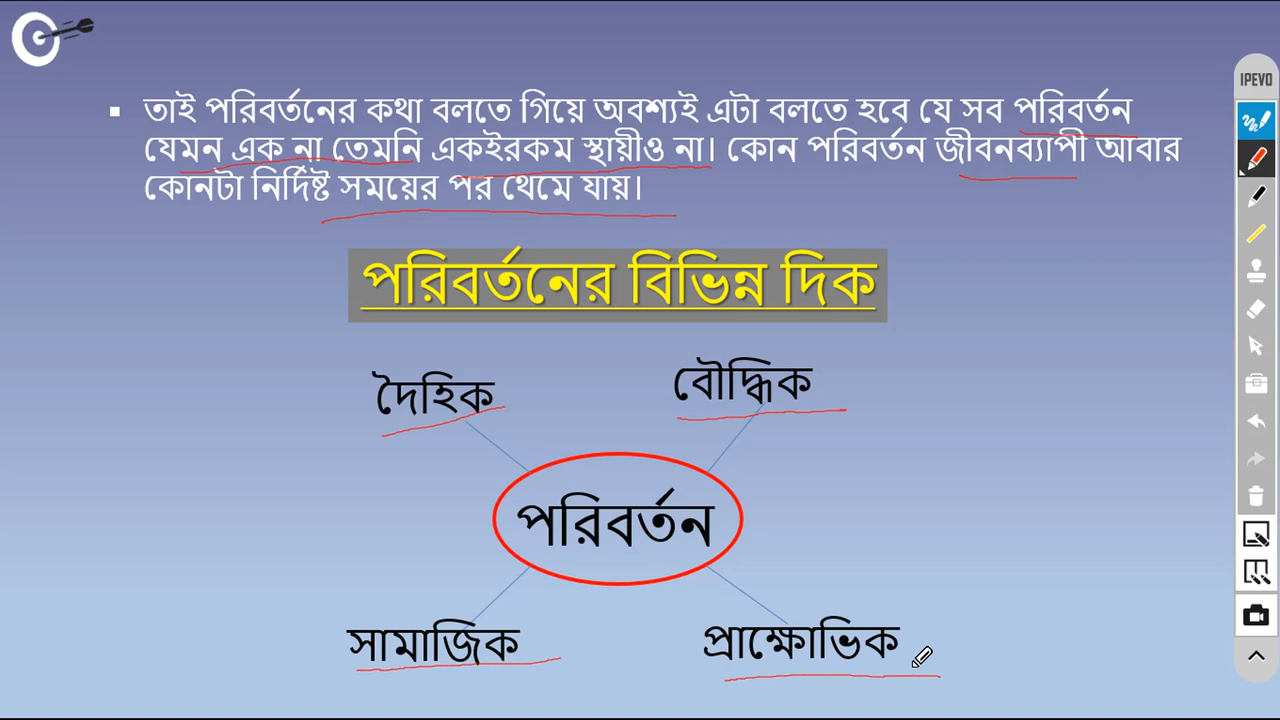 তাই পরিবর্তনের কথা বলতে গিয়ে অবশ্যই এটা বলতে হবে যে সব পরিবর্তন
যেমন এক না তেমনি একইরকম স্থায়ীও না। কোন পরিবর্তন জীবনব্যাপী আবার
কোনটা নির্দিষ্ট সময়ের পর থেমে যায়।
পরিবর্তনের বিভিন্ন দিক
দৈহিক
বৌদ্ধিক
পরিবর্তন
সামাজিক
প্রাক্ষোভিক
IPEVO